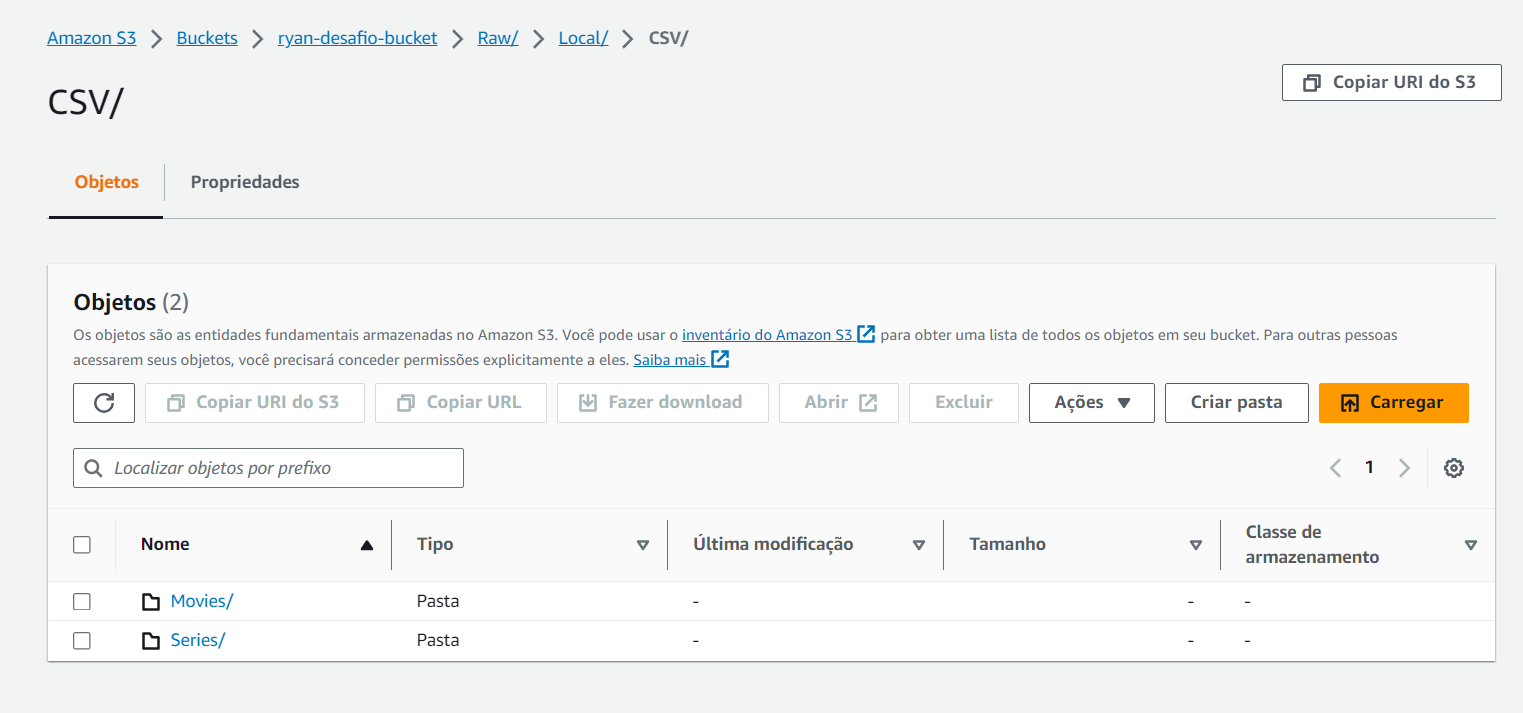 Amazon S3 > Buckets > ryan-desafio-bucket > Raw/ > Local/ > CSV/
CSV/
Copiar URI do S3
Objetos Propriedades
Objetos (2)
Os objetos são as entidades fundamentais armazenadas no Amazon S3. Você pode usar o inventário do Amazon S3 para obter uma lista de todos os objetos em seu bucket. Para outras pessoas
acessarem seus objetos, você precisará conceder permissões explicitamente a eles. Saiba mais
Copiar URI do S3 Copiar URL Fazer download Abrir Excluir Ações Criar pasta Carregar
Localizar objetos por prefixo
1
Nome Tipo Última modificação Tamanho Classe de
armazenamento
Movies/ Pasta - - -
Series/ Pasta - - -